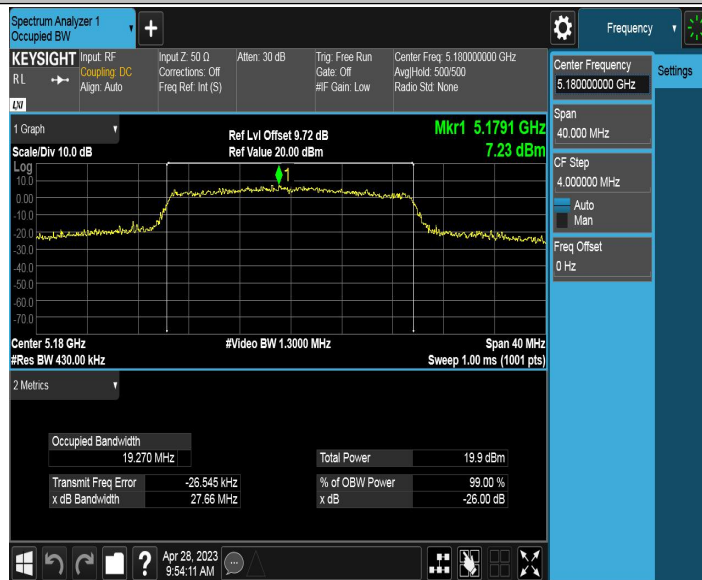 Spectrum Analyzer 1
Occupied BW
Frequency
KEYSIGHT
Input: RF
Input Z: 50 Ω
Atten: 30 dB
Trig: Free Run
Center Freq: 5.180000000 GHz
RL
Coupling: DC
Corrections: Off
Gate: Off
Avg|Hold: 500/500
Align: Auto
Freq Ref: Int (S)
#IF Gain: Low
Radio Std: None
LXI
Center Frequency
5.180000000 GHz
Settings
Span
40.000 MHz
CF Step
4.000000 MHz
Auto
Man
Freq Offset
0 Hz
1 Graph
Ref Lvl Offset 9.72 dB
Mkr1 5.1791 GHz
Scale/Div 10.0 dB
Ref Value 20.00 dBm
7.23 dBm
Log
10.0
0.00
-10.0
-20.0
-30.0
-40.0
-50.0
-60.0
-70.0
1
Center 5.18 GHz
#Video BW 1.3000 MHz
Span 40 MHz
#Res BW 430.00 kHz
Sweep 1.00 ms (1001 pts)
2 Metrics
Occupied Bandwidth
19.270 MHz
Total Power
19.9 dBm
Transmit Freq Error
-26.545 kHz
% of OBW Power
99.00 %
x dB Bandwidth
27.66 MHz
x dB
-26.00 dB
?
Apr 28, 2023
9:54:11 AM